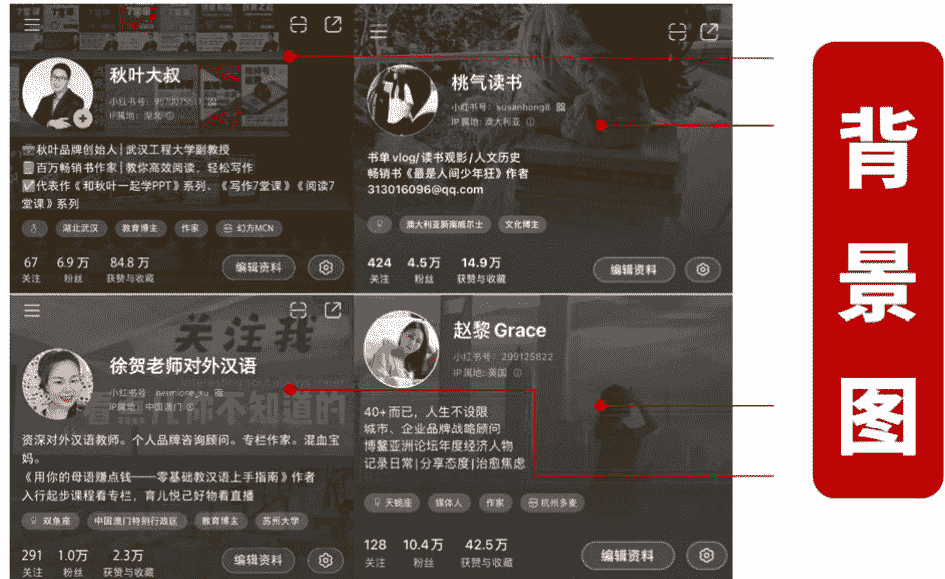 秋叶大叔
IP属地: 湖北
秋叶品牌创始人|武汉工程大学副教授
百万畅销书作家|教你高效阅读、轻松写作
代表作《和秋叶一起学PPT》系列、《写作7堂课》《阅读7
堂课》系列
湖北武汉 教育博主 作家 幻方MCN
67 6.9万 84.8万
关注 粉丝 获赞与收藏
编辑资料
桃气读书
小红书号: susanhong8
IP属地: 澳大利亚
书单vlog/读书观影/人文历史
畅销书《最是人间少年狂》作者
313016096@qq.com
澳大利亚新南威尔士 文化博主
424 4.5万 14.9万
关注 粉丝 获赞与收藏
编辑资料
关注我
徐贺老师对外汉语
小红书号: nermione_xu
IP属地: 中国澳门
不知道的
资深对外汉语教师。个人品牌咨询顾问。专栏作家。混血宝
妈。
《用你的母语赚点钱——零基础教汉语上手指南》作者
入行起步课程看专栏，育儿悦己好物看直播
双鱼座 中国澳门特别行政区 教育博主 苏州大学
291 1.0万 2.3万
关注 粉丝 获赞与收藏
编辑资料
赵黎Grace
小红书号: 299125822
IP属地: 英国
40+而已，人生不设限
城市、企业品牌战略顾问
博鳌亚洲论坛年度经济人物
记录日常|分享态度|治愈焦虑
天蝎座 媒体人 作家 杭州多麦
128 10.4万 42.5万
关注 粉丝 获赞与收藏
编辑资料
背
景
图